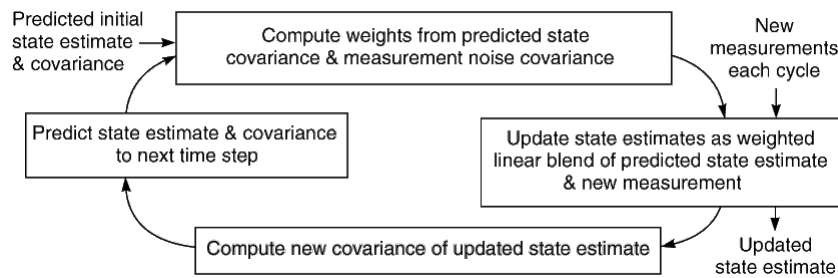 Predicted initial
state estimate
& covariance
Compute weights from predicted state
covariance & measurement noise covariance
New
measurements
each cycle
Predict state estimate & covariance
to next time step
Update state estimates as weighted
linear blend of predicted state estimate
& new measurement
Compute new covariance of updated state estimate
Updated
state estimate